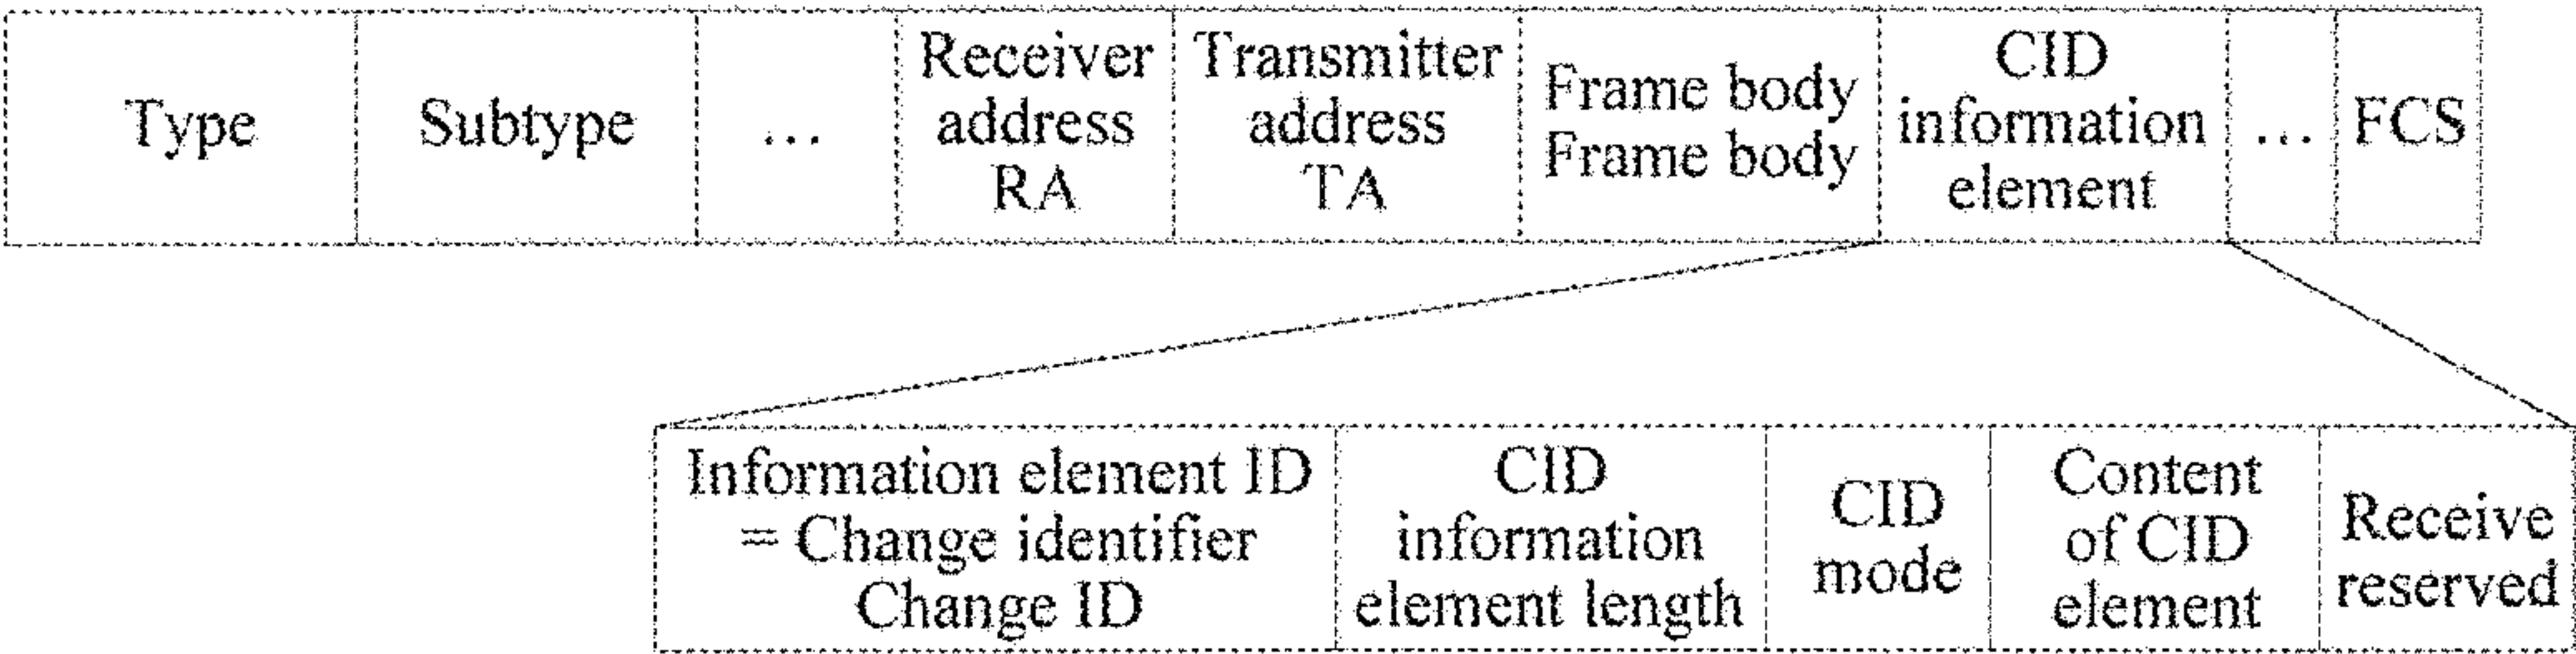 Type
Subtype
...
Receiver
address
RA
Transmitter
address
TA
Frame body
Frame body
CID
information
element
...
FCS
Information element ID
= Change identifier
Change ID
CID
information
element length
CID
mode
Content
of CID
element
Receive
reserved